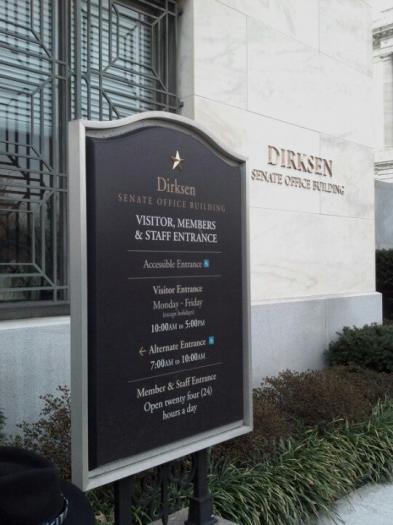 Dirksen
SENATE OFFICE BUILDING
VISITOR, MEMBERS
& STAFF ENTRANCE
Accessible Entrance
Visitor Entrance
Monday - Friday
(except holidays)
10:00AM to 5:00PM
← Alternate Entrance
7:00AM to 10:00AM
Member & Staff Entrance
Open twenty four (24)
hours a day
DIRKSEN
SENATE OFFICE BUILDING